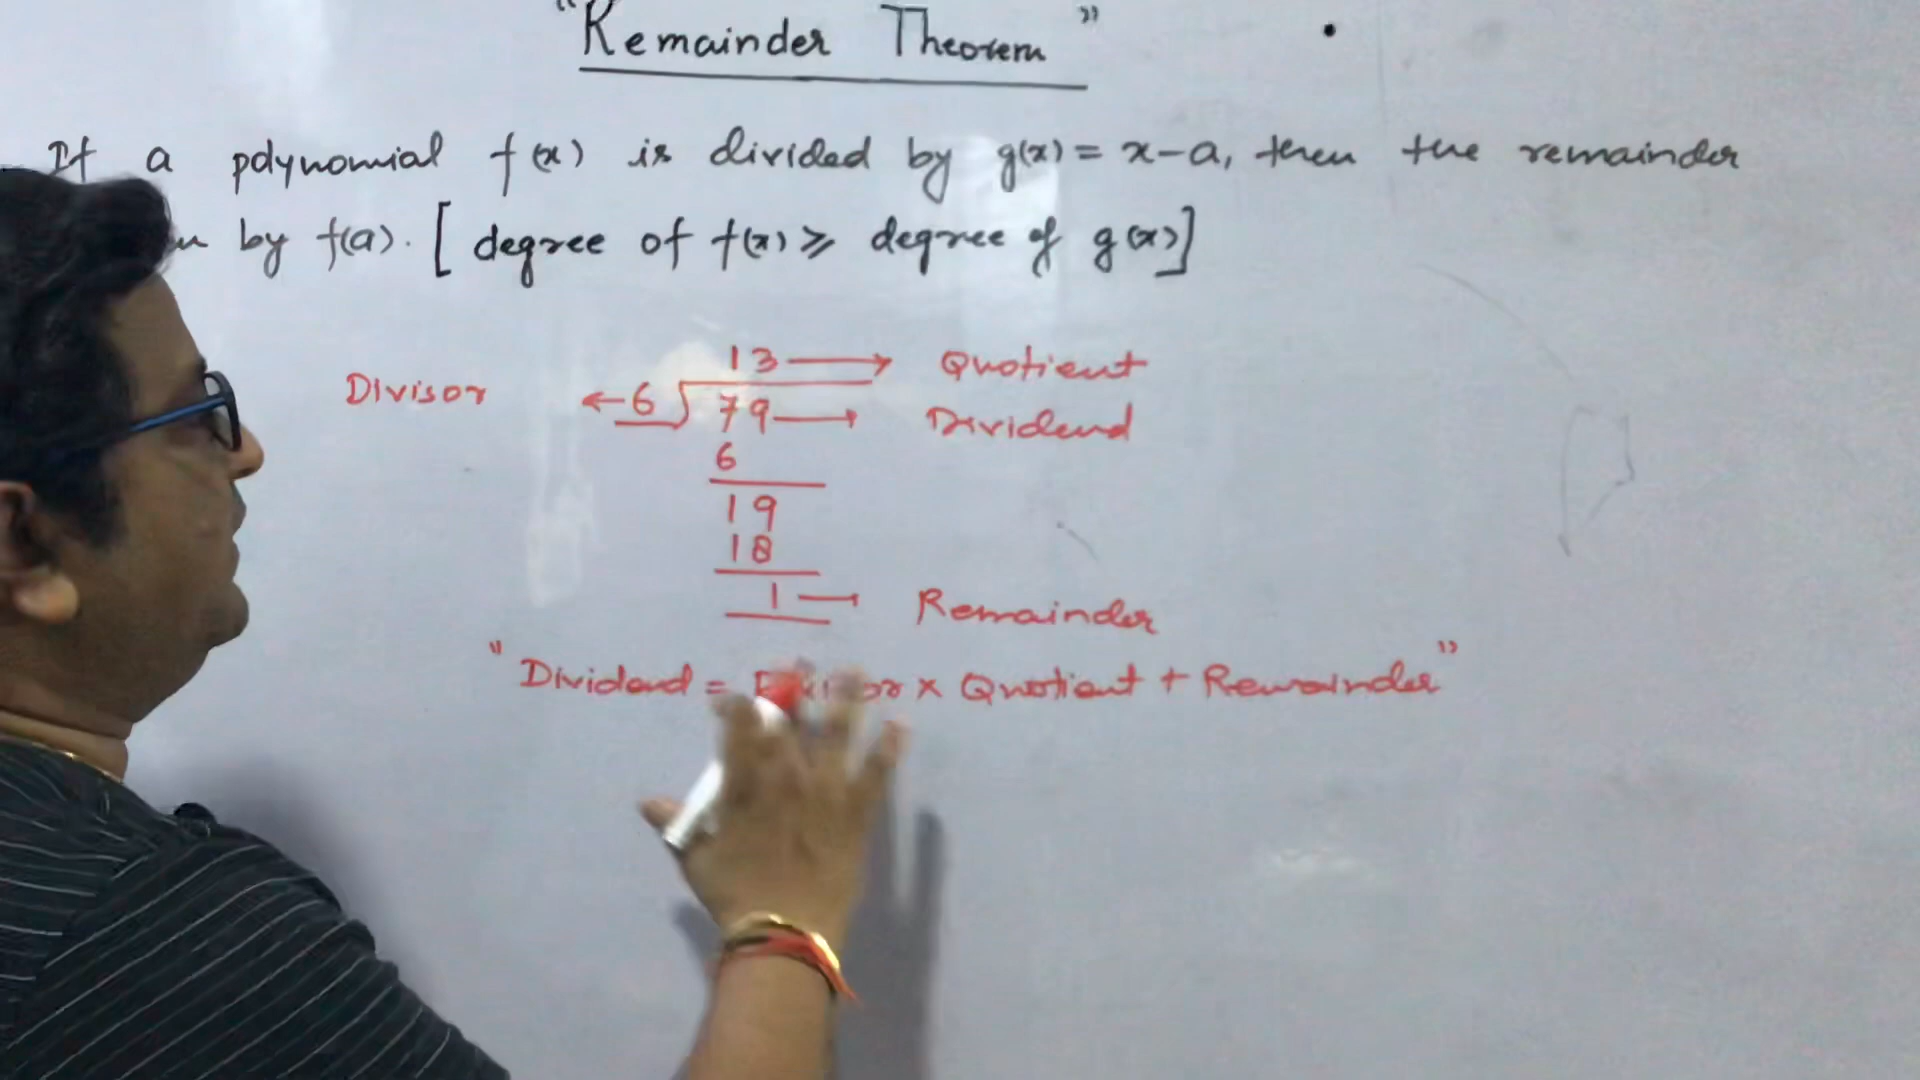 "Remainder Theorem"
If a polynomial f(x) is divided by g(x) = x-a, then the remainder
by f(a). [degree of f(x) ⩾ degree of g(x)]
13 → Quotient
Divisor ← 6 79 → Dividend
6
19
18
1 → Remainder
"Dividend = × Quotient + Remainder"